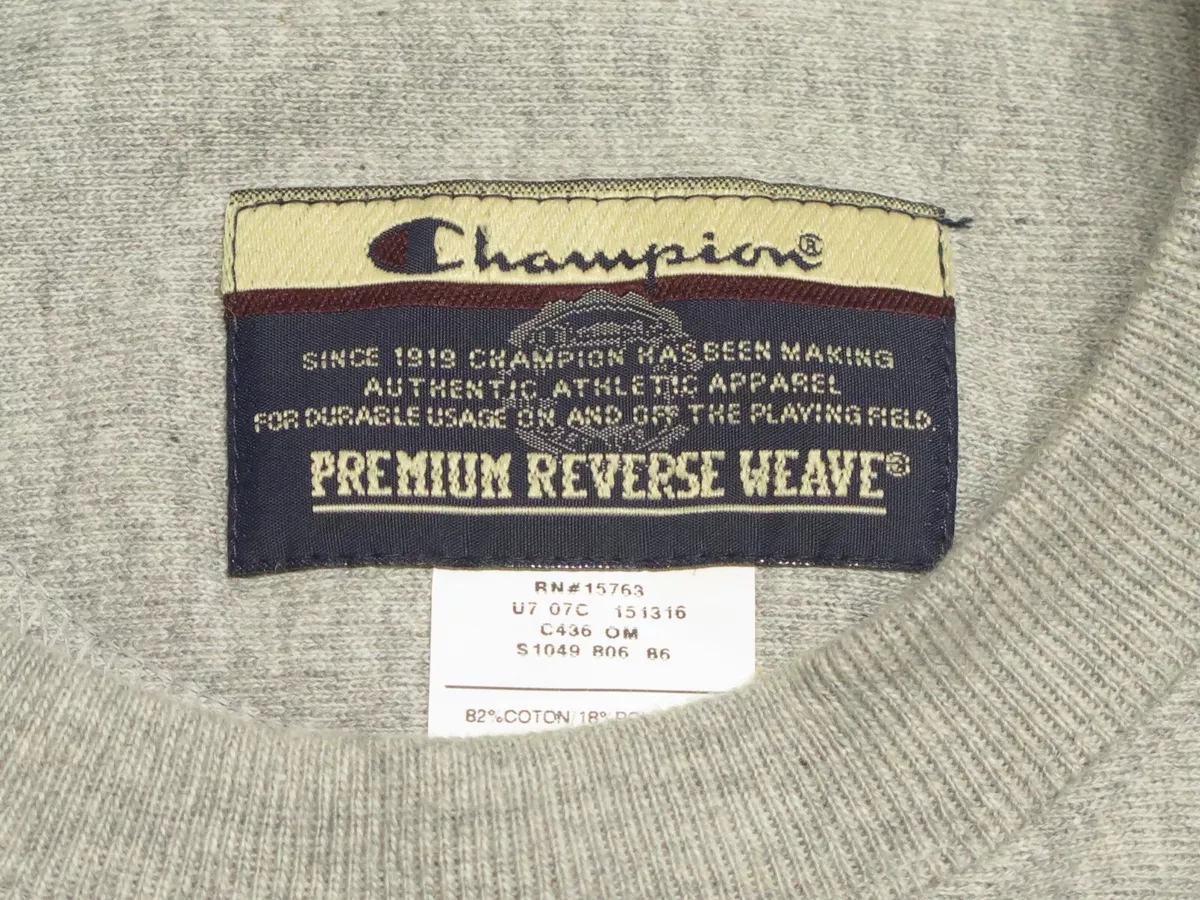 Champion®
SINCE 1919 CHAMPION HAS BEEN MAKING
AUTHENTIC ATHLETIC APPAREL
FOR DURABLE USAGE ON AND OFF THE PLAYING FIELD.
PREMIUM REVERSE WEAVE®
RN#15763
U7 07C 151316
C436 OM
S1049 806 86
82%COTON/18%